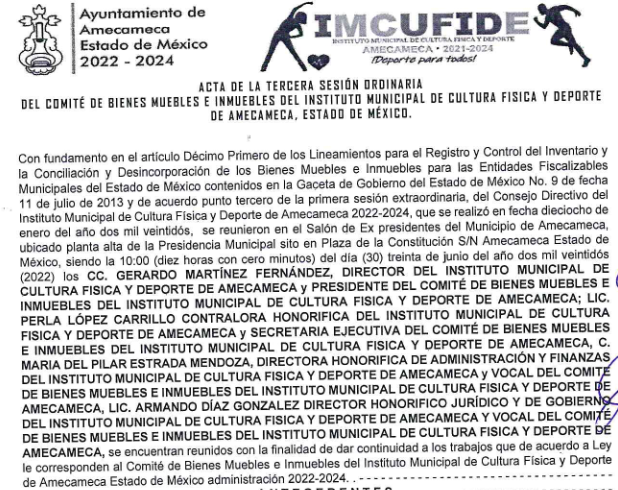 Ayuntamiento de
Amecameca
Estado de México
2022 - 2024
IMCUFIDE
INSTITUTO MUNICIPAL DE CULTURA FISICA Y DEPORTE
AMECAMECA • 2021-2024
¡Deporte para todos!
ACTA DE LA TERCERA SESIÓN ORDINARIA
DEL COMITÉ DE BIENES MUEBLES E INMUEBLES DEL INSTITUTO MUNICIPAL DE CULTURA FISICA Y DEPORTE
DE AMECAMECA, ESTADO DE MÉXICO.
Con fundamento en el artículo Décimo Primero de los Lineamientos para el Registro y Control del Inventario y
la Conciliación y Desincorporación de los Bienes Muebles e Inmuebles para las Entidades Fiscalizables
Municipales del Estado de México contenidos en la Gaceta de Gobierno del Estado de México No. 9 de fecha
11 de julio de 2013 y de acuerdo punto tercero de la primera sesión extraordinaria, del Consejo Directivo del
Instituto Municipal de Cultura Física y Deporte de Amecameca 2022-2024, que se realizó en fecha dieciocho de
enero del año dos mil veintidós, se reunieron en el Salón de Ex presidentes del Municipio de Amecameca,
ubicado planta alta de la Presidencia Municipal sito en Plaza de la Constitución S/N Amecameca Estado de
México, siendo la 10:00 (diez horas con cero minutos) del día (30) treinta de junio del año dos mil veintidós
(2022) los CC. GERARDO MARTÍNEZ FERNÁNDEZ, DIRECTOR DEL INSTITUTO MUNICIPAL DE
CULTURA FISICA Y DEPORTE DE AMECAMECA y PRESIDENTE DEL COMITÉ DE BIENES MUEBLES E
INMUEBLES DEL INSTITUTO MUNICIPAL DE CULTURA FISICA Y DEPORTE DE AMECAMECA; LIC.
PERLA LÓPEZ CARRILLO CONTRALORA HONORIFICA DEL INSTITUTO MUNICIPAL DE CULTURA
FISICA Y DEPORTE DE AMECAMECA y SECRETARIA EJECUTIVA DEL COMITÉ DE BIENES MUEBLES
E INMUEBLES DEL INSTITUTO MUNICIPAL DE CULTURA FISICA Y DEPORTE DE AMECAMECA, C.
MARIA DEL PILAR ESTRADA MENDOZA, DIRECTORA HONORIFICA DE ADMINISTRACIÓN Y FINANZAS
DEL INSTITUTO MUNICIPAL DE CULTURA FISICA Y DEPORTE DE AMECAMECA y VOCAL DEL COMITÉ
DE BIENES MUEBLES E INMUEBLES DEL INSTITUTO MUNICIPAL DE CULTURA FISICA Y DEPORTE DE
AMECAMECA, LIC. ARMANDO DÍAZ GONZALEZ DIRECTOR HONORIFICO JURÍDICO Y DE GOBIERNO
DEL INSTITUTO MUNICIPAL DE CULTURA FISICA Y DEPORTE DE AMECAMECA Y VOCAL DEL COMITÉ
DE BIENES MUEBLES E INMUEBLES DEL INSTITUTO MUNICIPAL DE CULTURA FISICA Y DEPORTE DE
AMECAMECA, se encuentran reunidos con la finalidad de dar continuidad a los trabajos que de acuerdo a Ley
le corresponden al Comité de Bienes Muebles e Inmuebles del Instituto Municipal de Cultura Física y Deporte
de Amecameca Estado de México administración 2022-2024. . - - - - - - - - - - - - - - - - - - - - - - - - - - -